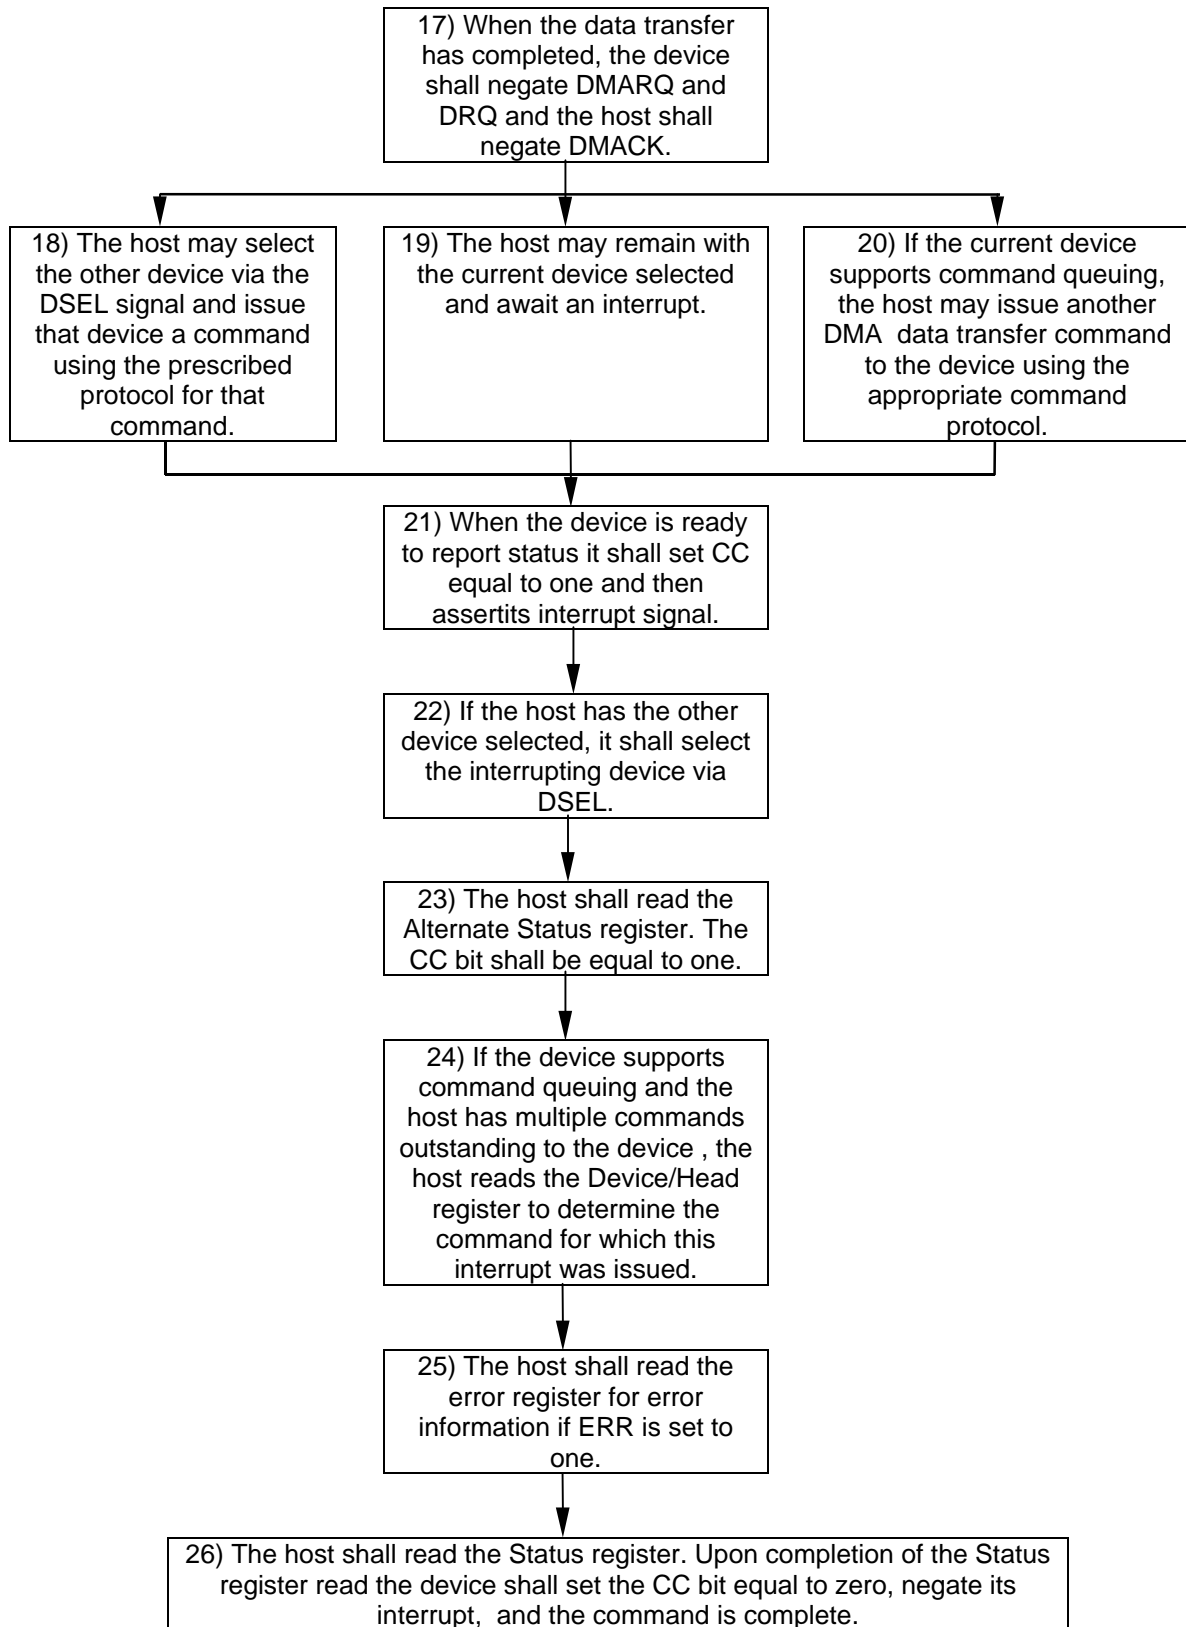 17) When the data transfer
has completed, the device
shall negate DMARQ and
DRQ and the host shall
negate DMACK.
18) The host may select
the other device via the
DSEL signal and issue
that device a command
using the prescribed
protocol for that
command.
19) The host may remain with
the current device selected
and await an interrupt.
20) If the current device
supports command queuing,
the host may issue another
DMA  data transfer command
to the device using the
appropriate command
protocol.
21) When the device is ready
to report status it shall set CC
equal to one and then
assertits interrupt signal.
22) If the host has the other
device selected, it shall select
the interrupting device via
DSEL.
23) The host shall read the
Alternate Status register. The
CC bit shall be equal to one.
24) If the device supports
command queuing and the
host has multiple commands
outstanding to the device , the
host reads the Device/Head
register to determine the
command for which this
interrupt was issued.
25) The host shall read the
error register for error
information if ERR is set to
one.
26) The host shall read the Status register. Upon completion of the Status
register read the device shall set the CC bit equal to zero, negate its
interrupt,  and the command is complete.